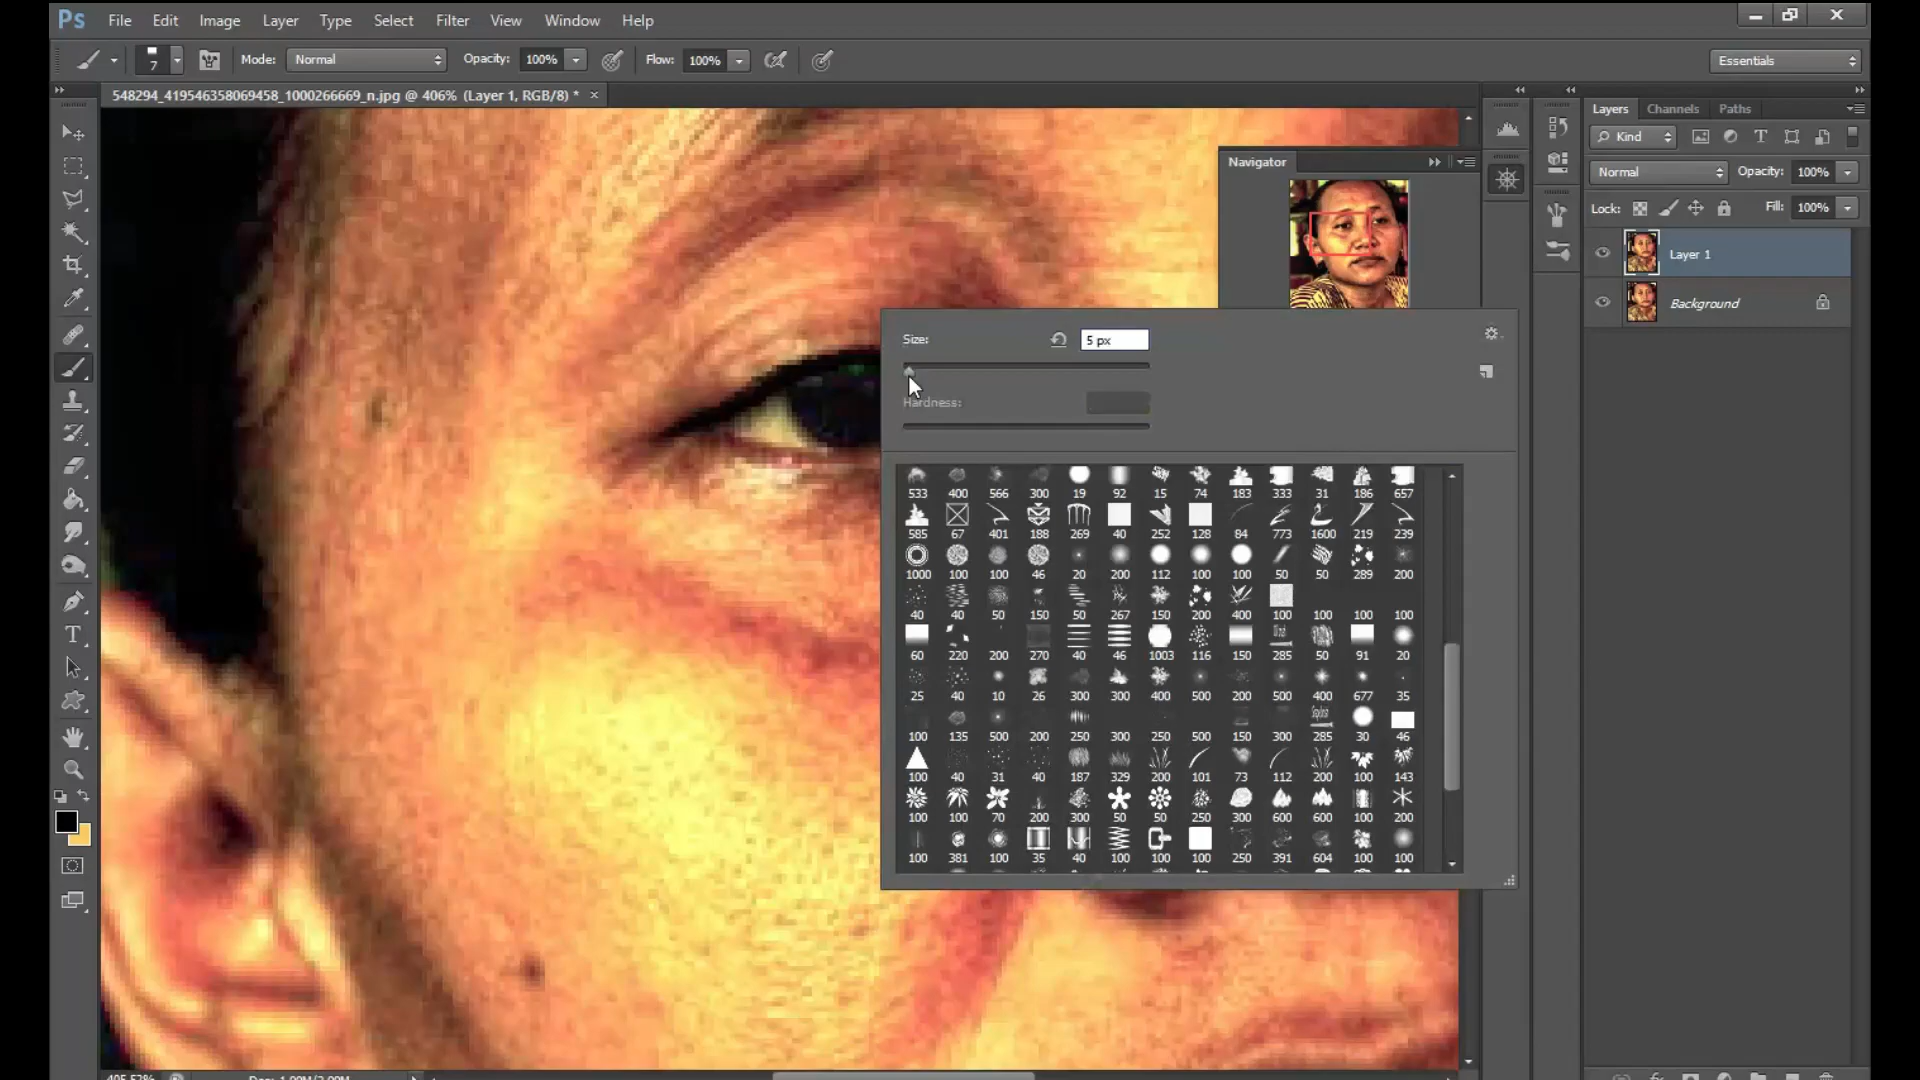 Ps File Edit Image Layer Type Select Filter View Window Help
7 Mode: Normal Opacity: 100% Flow: 100% Essentials
548294_419546358069458_1000266669_n.jpg @ 406% (Layer 1, RGB/8) * ×
Layers Channels Paths
Kind
Navigator
Normal Opacity: 100%
Lock: Fill: 100%
Layer 1
Background
Size: 5 px
Hardness:
533 400 566 300 19 92 15 74 183 333 31 186 657
585 67 401 188 269 40 252 128 84 773 1600 219 239
1000 100 100 46 20 200 112 100 100 50 50 289 200
40 40 50 150 50 267 150 200 400 100 100 100 100
60 220 200 270 40 46 1003 116 150 285 50 91 20
25 40 10 26 300 300 400 500 200 500 400 677 35
100 135 500 200 250 300 250 500 150 300 285 30 46
100 40 31 40 187 329 200 101 73 112 200 100 143
100 100 70 200 300 50 50 250 300 600 600 100 200
100 381 100 35 40 100 100 100 250 391 604 100 100